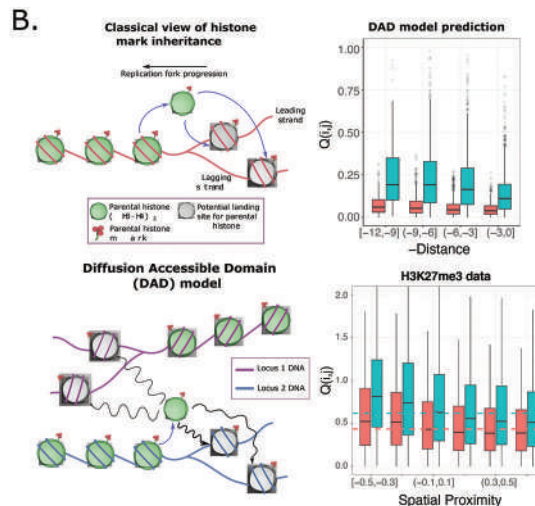 B.
Classical view of histone
mark inheritance
Replication fork progression
Leading
strand
Lagging
s trand
Parental histone
( H3-H4) 2
Parental histone
m ark
Potential landing
site for parental
histone
DAD model prediction
1.00
0.75
0.50
0.25
0.00
Q(i,j)
[-12,-9] (-9,-6] (-6,-3] (-3,0]
-Distance
Diffusion Accessible Domain
(DAD) model
Locus 1 DNA
Locus 2 DNA
H3K27me3 data
2.0
1.5
1.0
0.5
0.0
Q(i,j)
[-0.5,-0.3] (-0.1,0.1] (0.3,0.5]
Spatial Proximity